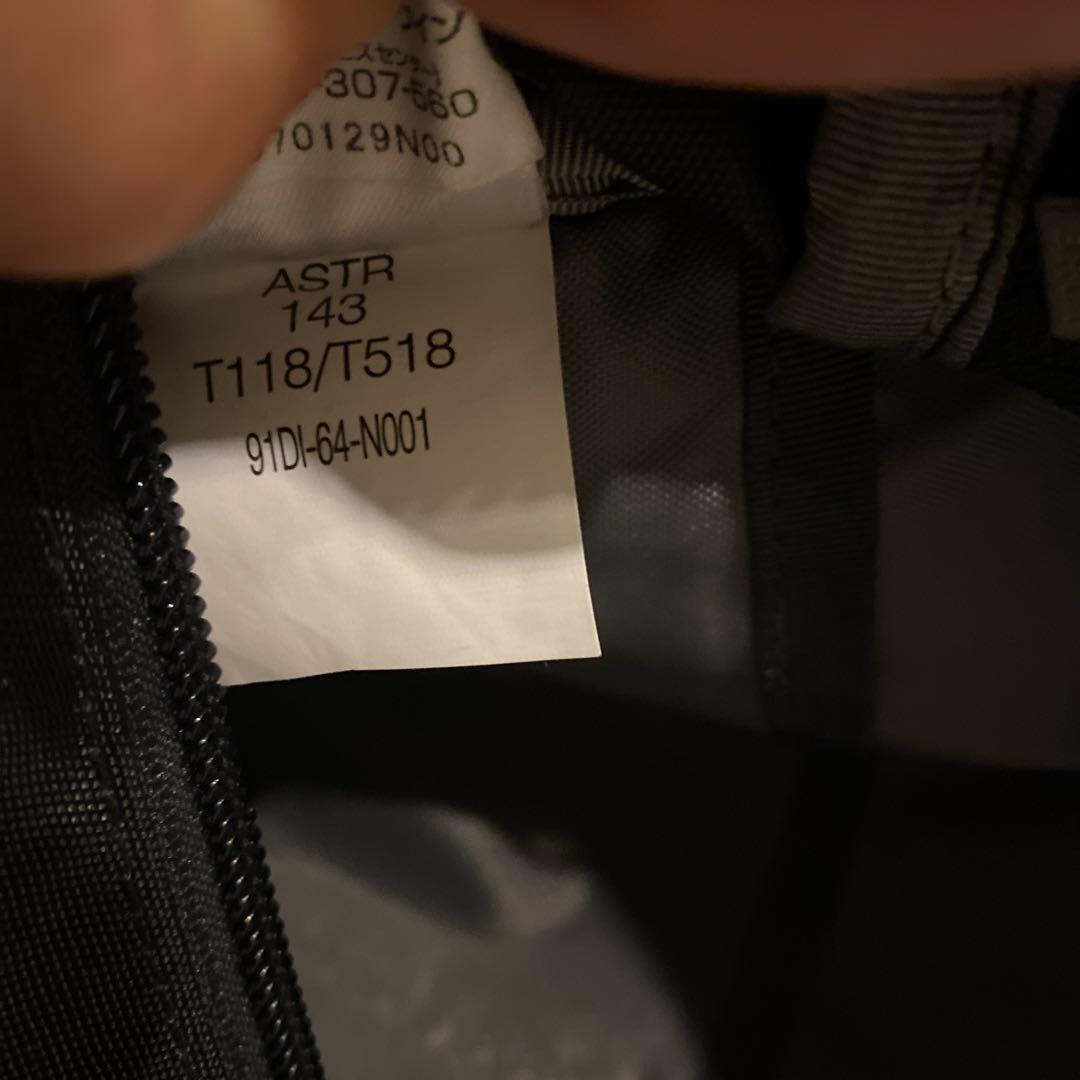 307-560
70129N00
ASTR
143
T118/T518
91DI-64-N001